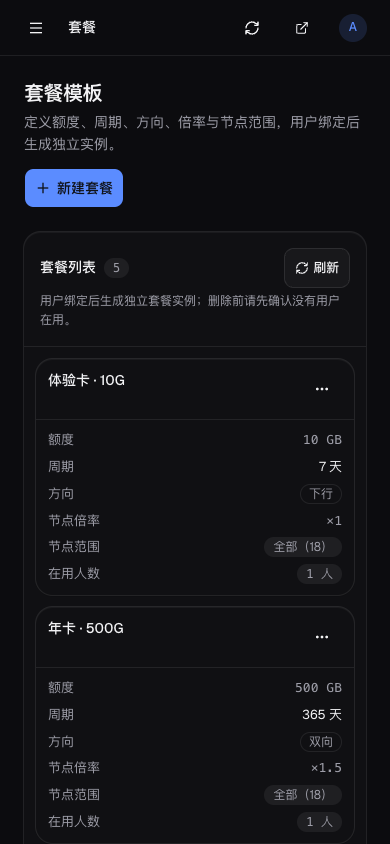 套餐
A
套餐模板
定义额度、周期、方向、倍率与节点范围，用户绑定后
生成独立实例。
+ 新建套餐
套餐列表 5
刷新
用户绑定后生成独立套餐实例；删除前请先确认没有用户
在用。
体验卡 · 10G
额度 10 GB
周期 7 天
方向 下行
节点倍率 ×1
节点范围 全部 (18)
在用人数 1 人
年卡 · 500G
额度 500 GB
周期 365 天
方向 双向
节点倍率 ×1.5
节点范围 全部 (18)
在用人数 1 人